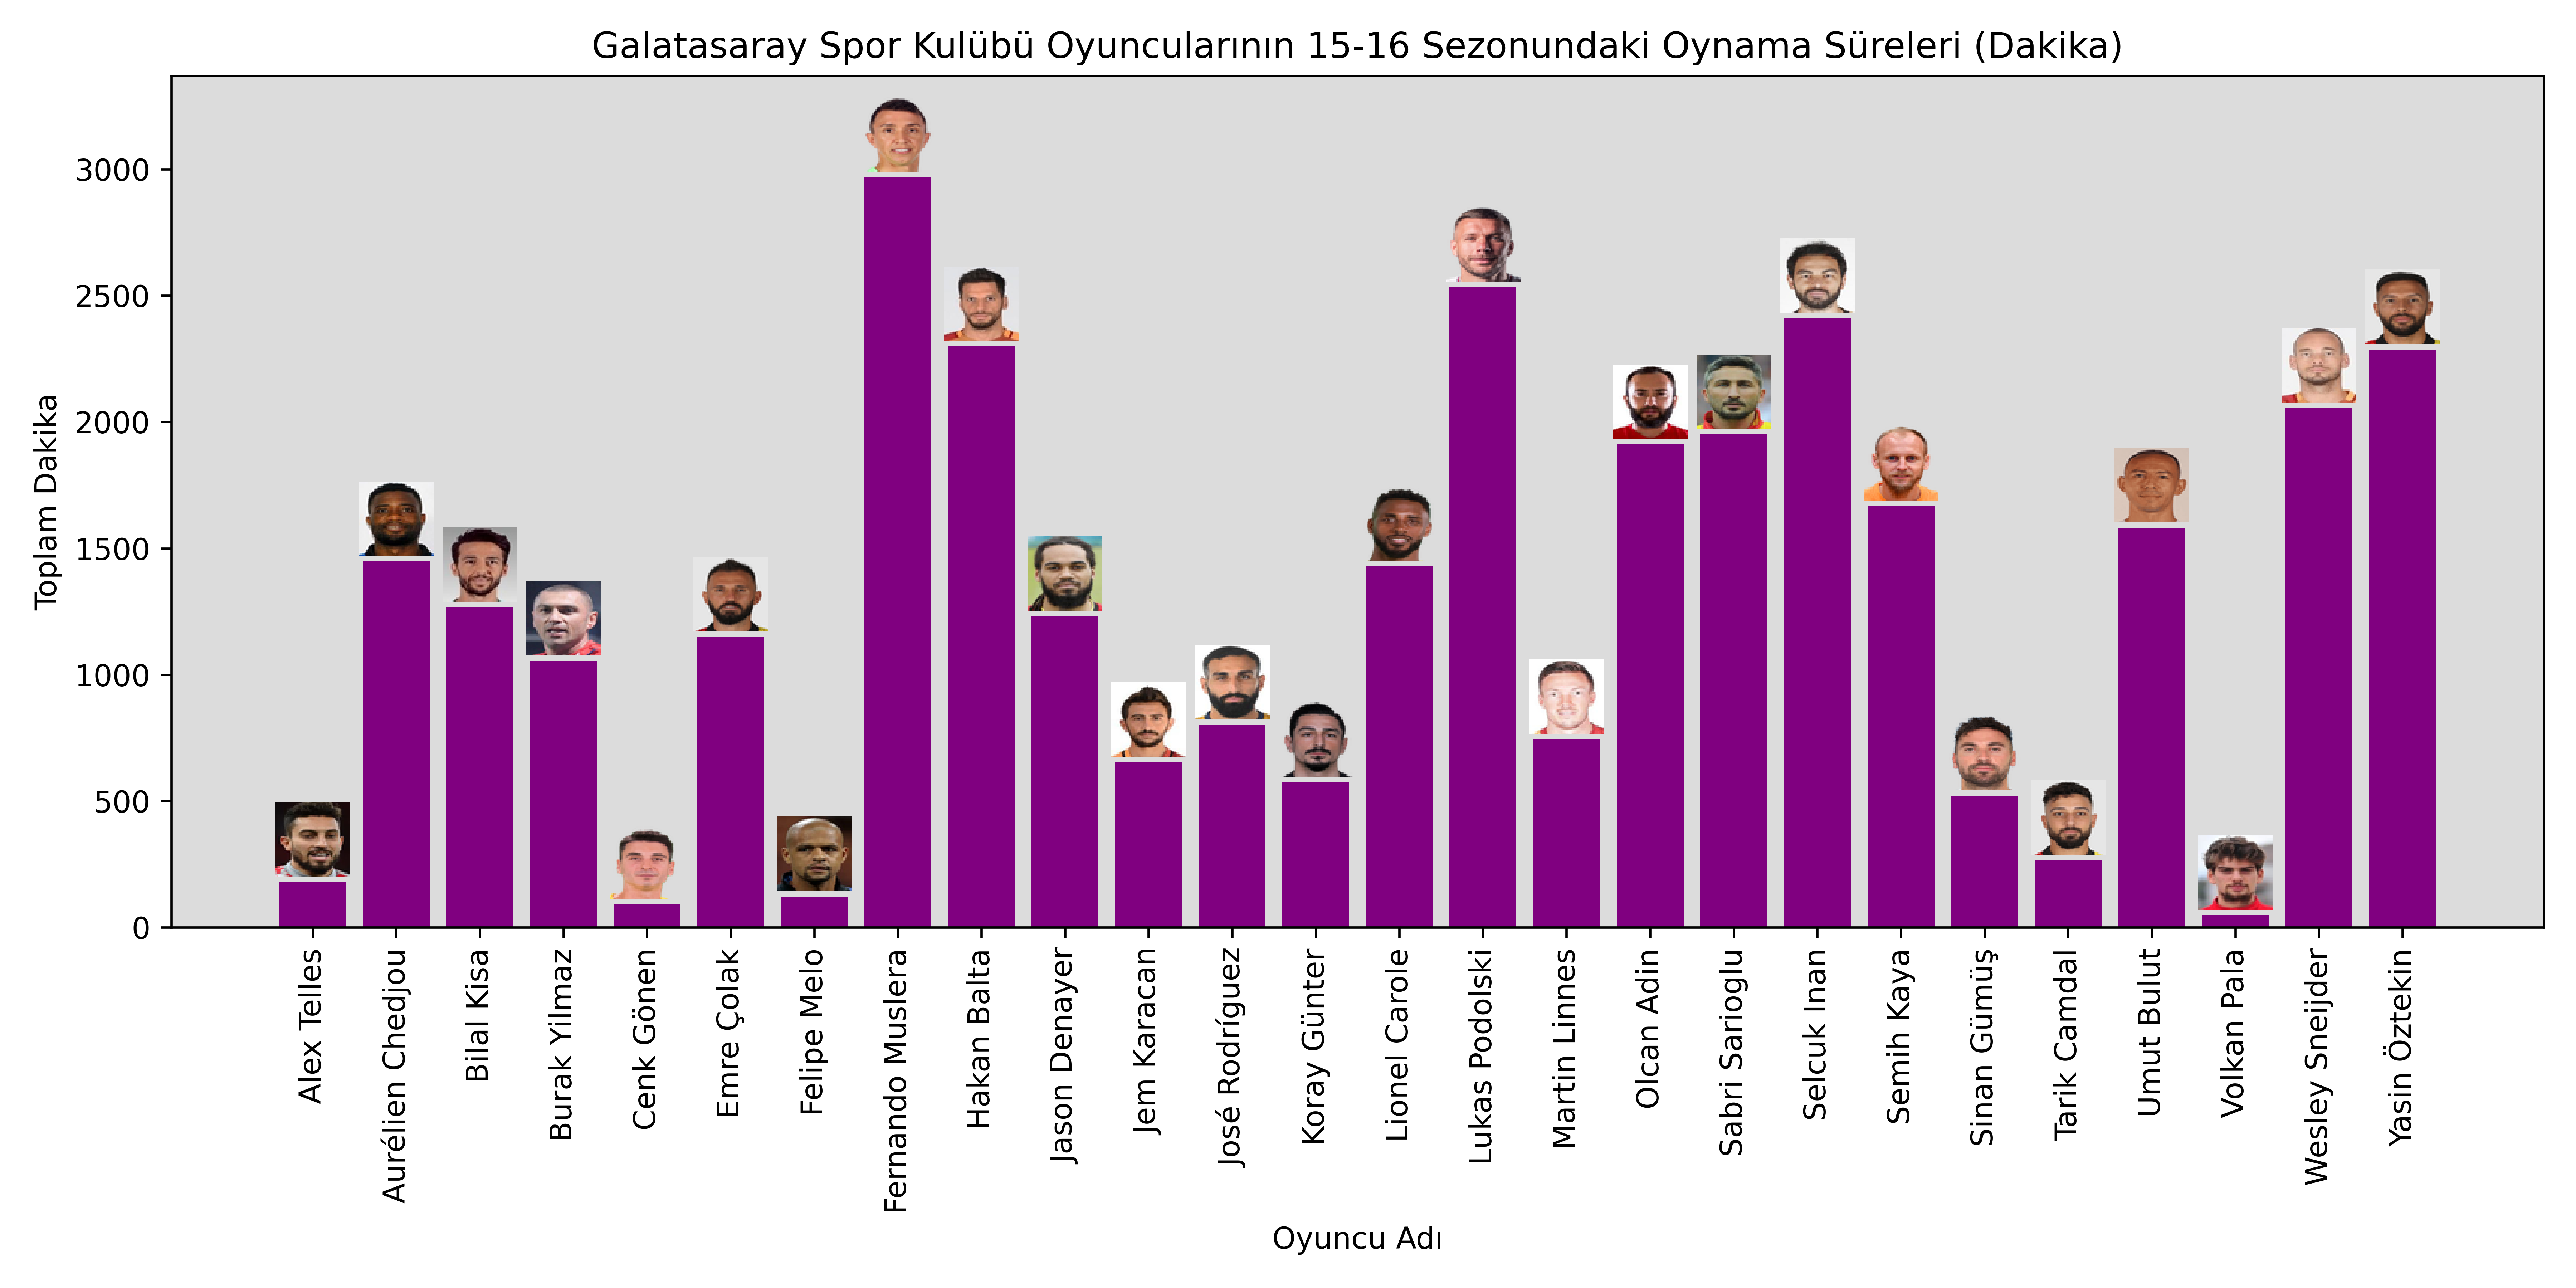 Galatasaray Spor Kulübü Oyuncularının 15-16 Sezonundaki Oynama Süreleri (Dakika)
Toplam Dakika
3000
2500
2000
1500
1000
500
0
Alex Telles
Aurélien Chedjou
Bilal Kisa
Burak Yilmaz
Cenk Gönen
Emre Çolak
Felipe Melo
Fernando Muslera
Hakan Balta
Jason Denayer
Jem Karacan
José Rodríguez
Koray Günter
Lionel Carole
Lukas Podolski
Martin Linnes
Olcan Adin
Sabri Sarioglu
Selcuk Inan
Semih Kaya
Sinan Gümüş
Tarik Camdal
Umut Bulut
Volkan Pala
Wesley Sneijder
Yasin Öztekin
Oyuncu Adı